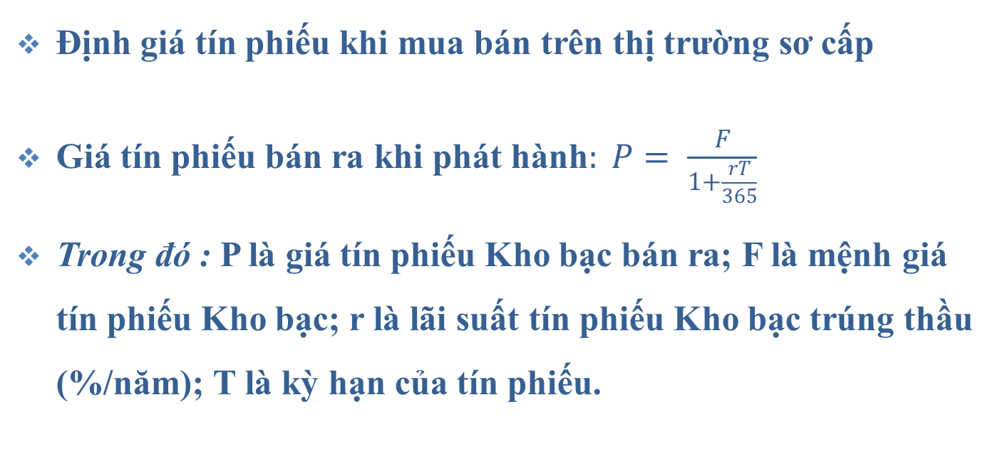 ❖ Định giá tín phiếu khi mua bán trên thị trường sơ cấp
❖ Giá tín phiếu bán ra khi phát hành: $P = \frac{F}{1+\frac{rT}{365}}$
❖ Trong đó : P là giá tín phiếu Kho bạc bán ra; F là mệnh giá
tín phiếu Kho bạc; r là lãi suất tín phiếu Kho bạc trúng thầu
(%/năm); T là kỳ hạn của tín phiếu.